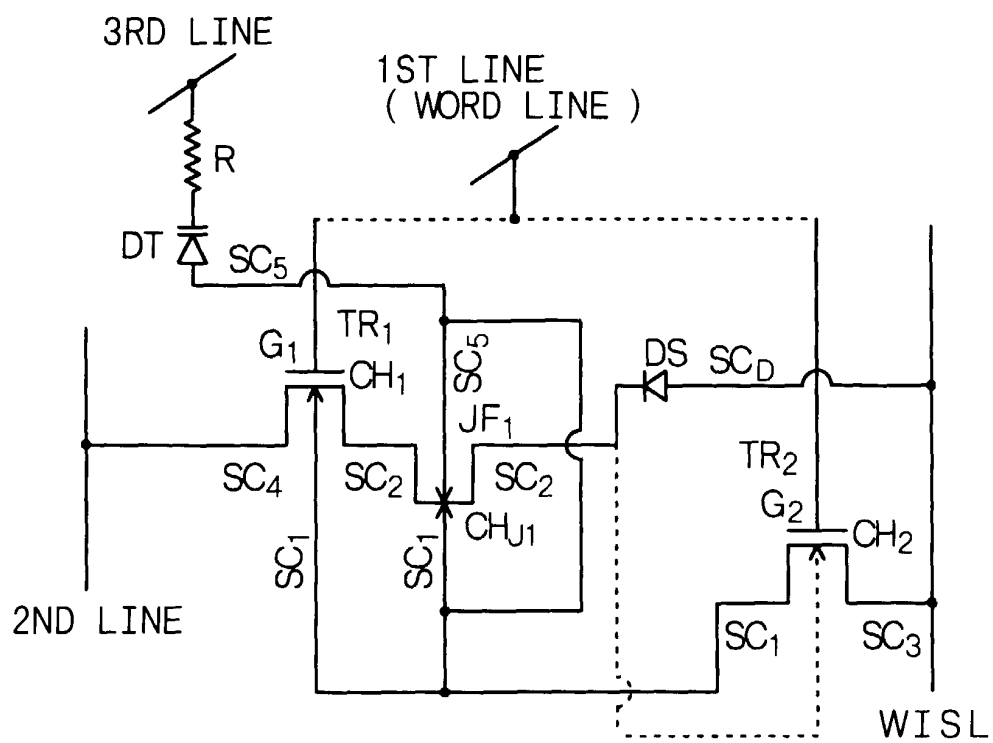 3RD LINE
1ST LINE
( WORD LINE )
R
DT
SC5
TR1
G1
CH1
SC5
DS
SCD
JF1
SC4
SC2
SC2
TR2
G2
CH2
CHJ1
SC1
SC1
2ND LINE
SC1
SC3
WISL